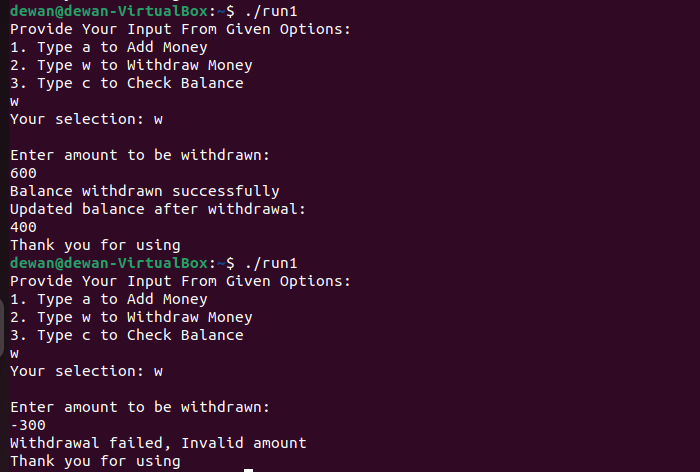 dewan@dewan-VirtualBox:~$ ./run1
Provide Your Input From Given Options:
1. Type a to Add Money
2. Type w to Withdraw Money
3. Type c to Check Balance
w
Your selection: w
Enter amount to be withdrawn:
600
Balance withdrawn successfully
Updated balance after withdrawal:
400
Thank you for using
dewan@dewan-VirtualBox:~$ ./run1
Provide Your Input From Given Options:
1. Type a to Add Money
2. Type w to Withdraw Money
3. Type c to Check Balance
w
Your selection: w
Enter amount to be withdrawn:
-300
Withdrawal failed, Invalid amount
Thank you for using